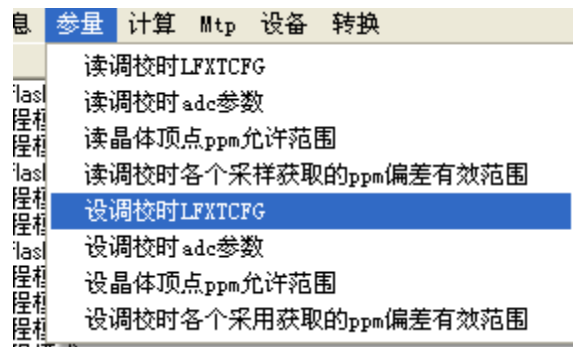 息 参量 计算 Mtp 设备 转换
读调校时LFXTCFG
读调校时adc参数
读晶体顶点ppm允许范围
读调校时各个采样获取的ppm偏差有效范围
设调校时LFXTCFG
设调校时adc参数
设晶体顶点ppm允许范围
设调校时各个采用获取的ppm偏差有效范围